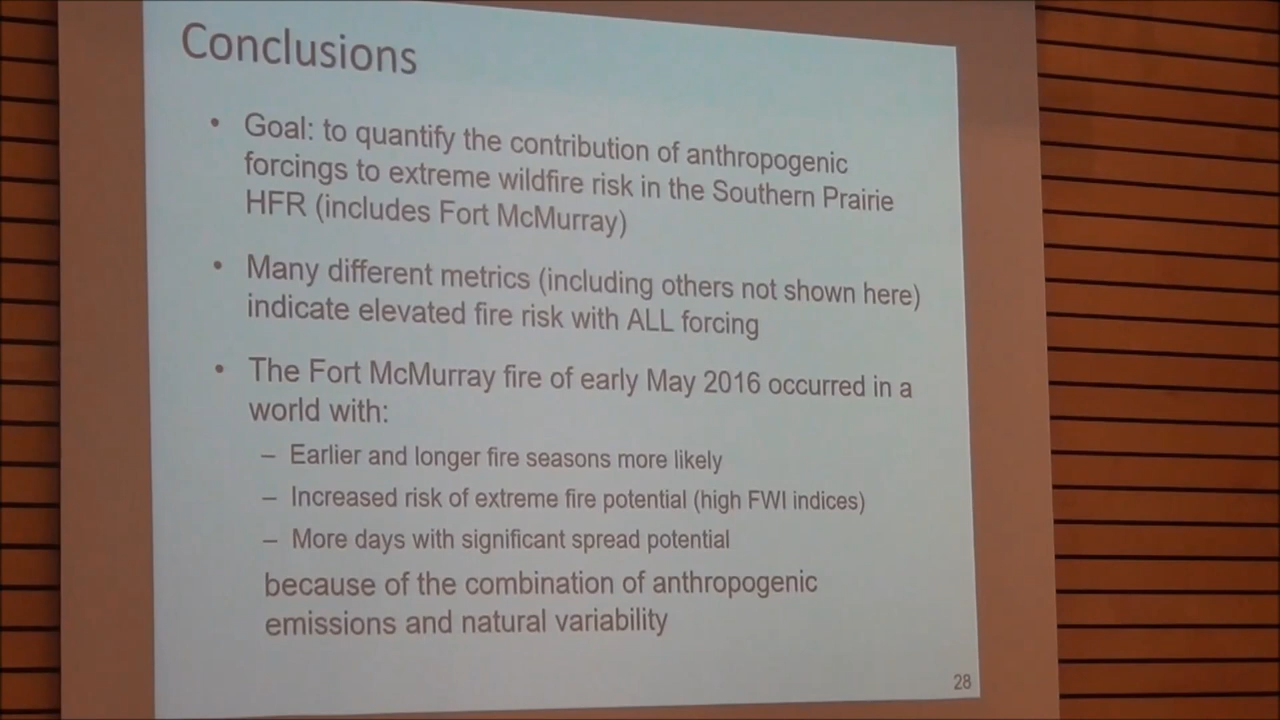 Conclusions
• Goal: to quantify the contribution of anthropogenic
forcings to extreme wildfire risk in the Southern Prairie
HFR (includes Fort McMurray)
• Many different metrics (including others not shown here)
indicate elevated fire risk with ALL forcing
• The Fort McMurray fire of early May 2016 occurred in a
world with:
– Earlier and longer fire seasons more likely
– Increased risk of extreme fire potential (high FWI indices)
– More days with significant spread potential
because of the combination of anthropogenic
emissions and natural variability
28